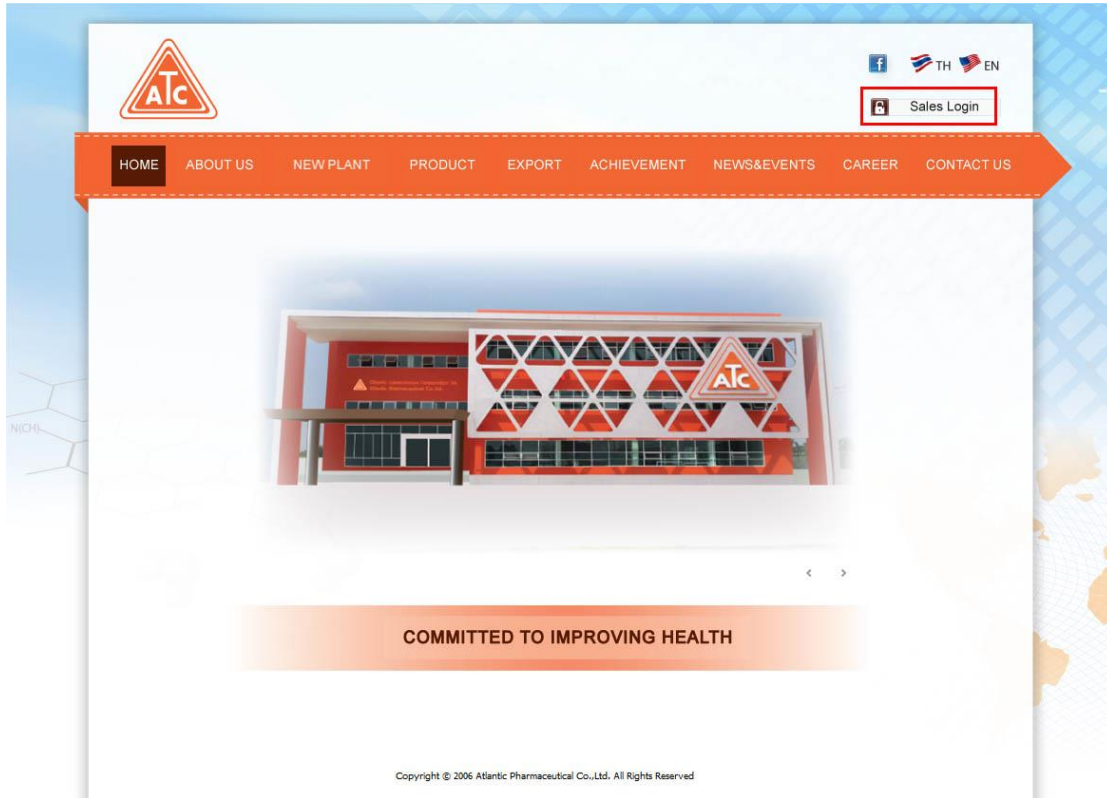 ATC
TH EN
Sales Login
HOME ABOUT US NEW PLANT PRODUCT EXPORT ACHIEVEMENT NEWS&EVENTS CAREER CONTACT US
ATC
N(CH)
COMMITTED TO IMPROVING HEALTH
Copyright © 2006 Atlantic Pharmaceutical Co.,Ltd. All Rights Reserved